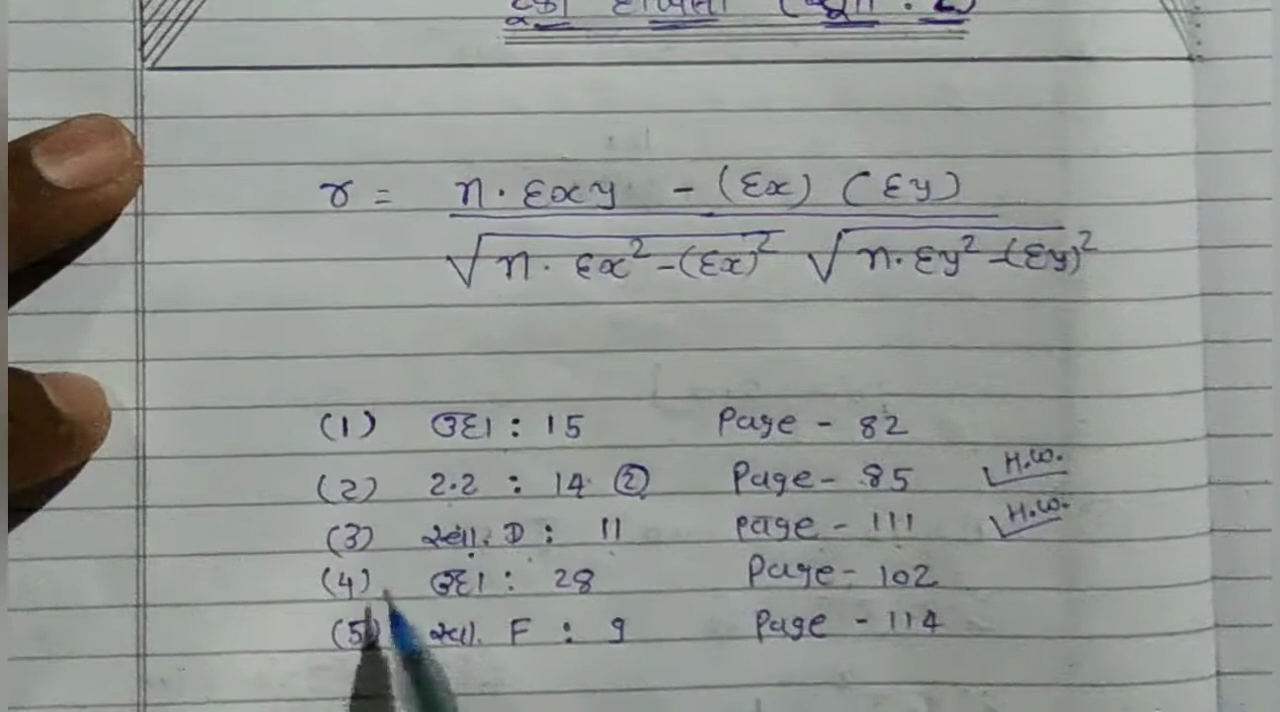 r = n·Σxy - (Σx) (Σy)
√n·Σx² -(Σx)² √n·Σy² -(Σy)²
(1) ઉદા : 15 Page - 82
(2) 2.2 : 14 ② Page - 85 H.W.
(3) સ્વા. D : 11 Page - 111 H.W.
(4) ઉદા : 28 Page - 102
(5) સ્વા. F : 9 Page - 114